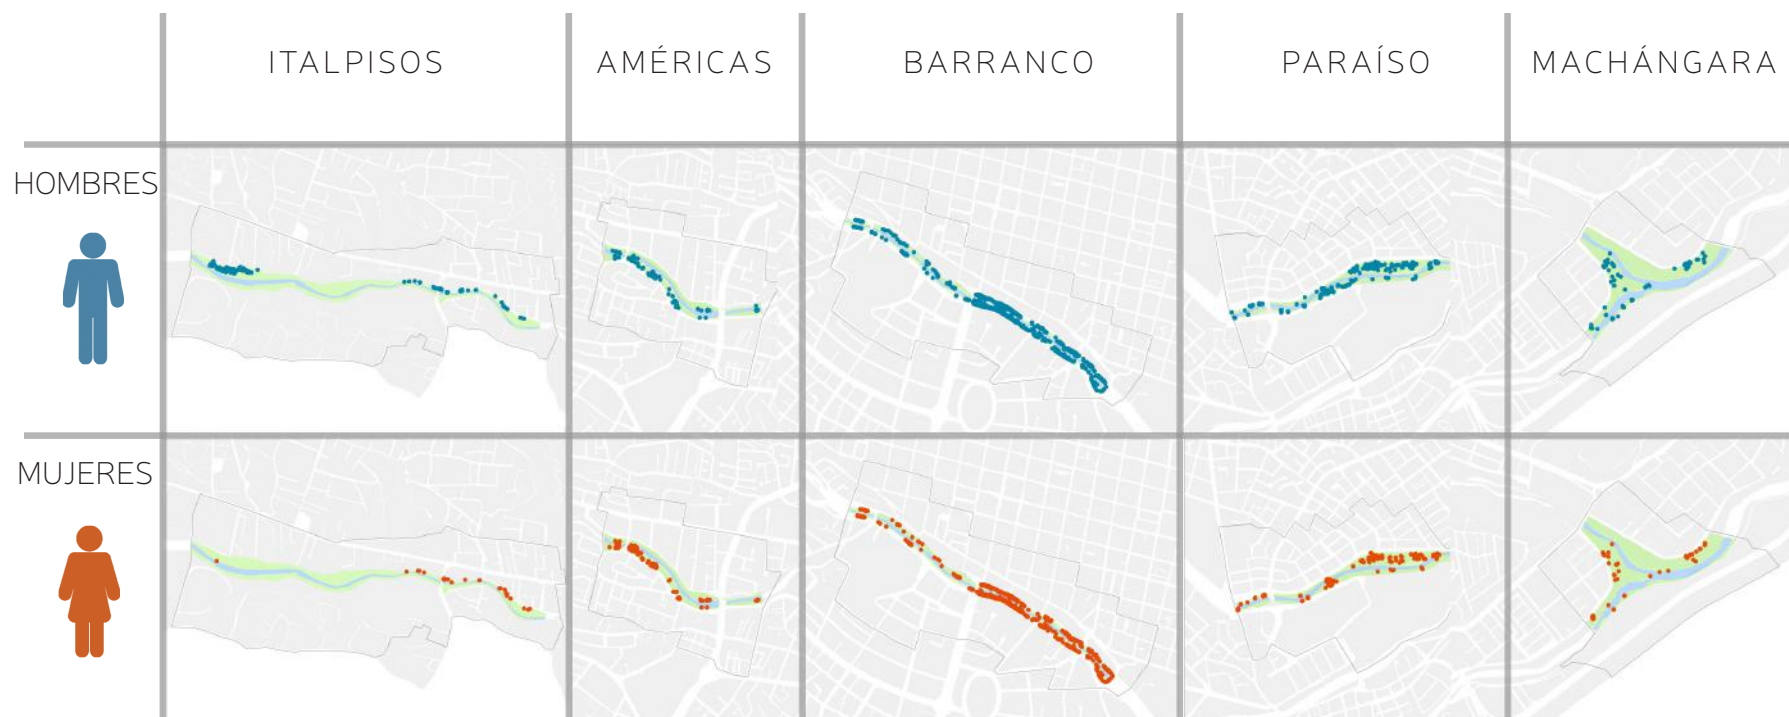 ITALPISOS
AMÉRICAS
BARRANCO
PARAÍSO
MACHÁNGARA
HOMBRES
MUJERES